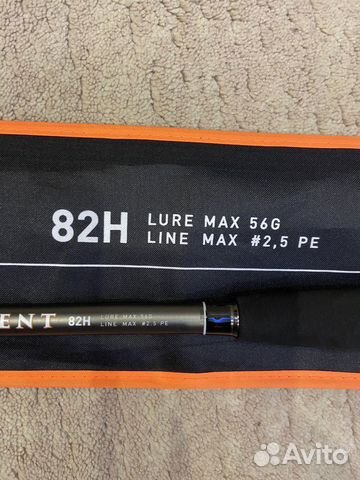 82H LURE MAX 56G
LINE MAX #2,5 PE
ENT 82H LURE MAX 56G
LINE MAX #2.5 PE
Avito